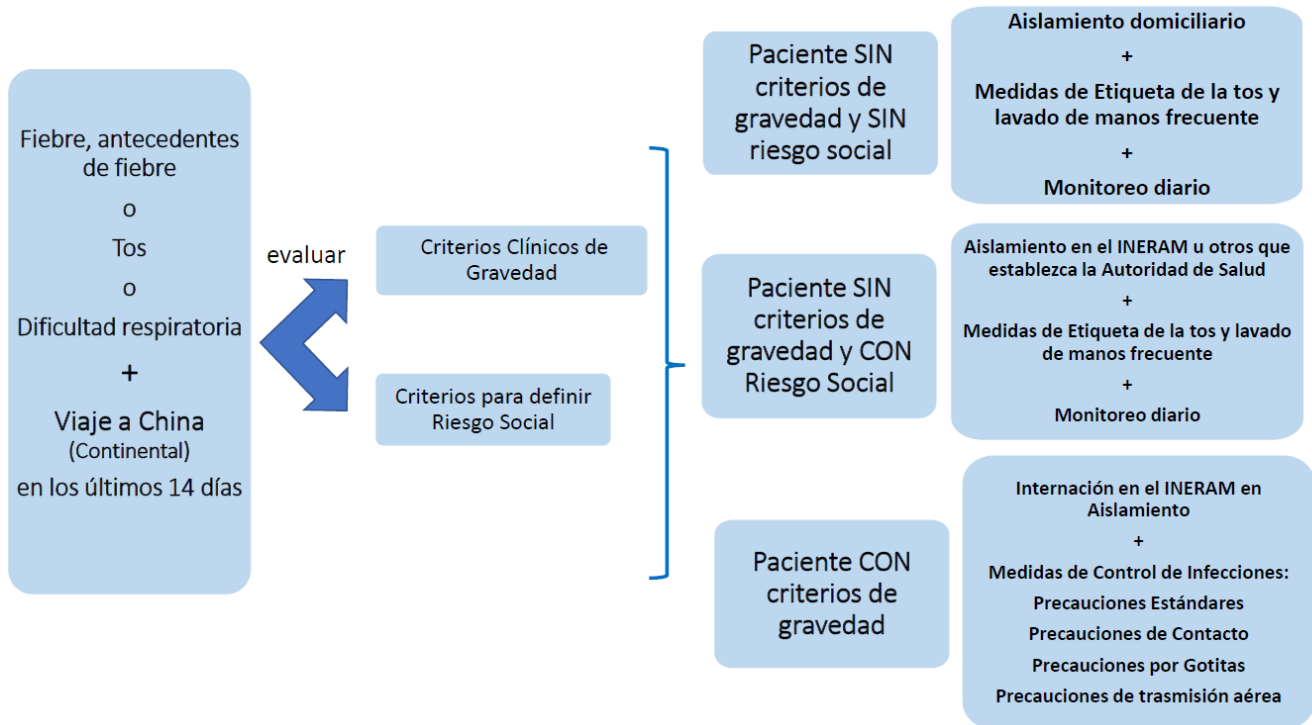 Fiebre, antecedentes
de fiebre
o
Tos
o
Dificultad respiratoria
+
Viaje a China
(Continental)
en los últimos 14 días
evaluar
Criterios Clínicos de
Gravedad
Criterios para definir
Riesgo Social
Paciente SIN
criterios de
gravedad y SIN
riesgo social
Aislamiento domiciliario
+
Medidas de Etiqueta de la tos y
lavado de manos frecuente
+
Monitoreo diario
Paciente SIN
criterios de
gravedad y CON
Riesgo Social
Aislamiento en el INERAM u otros que
establezca la Autoridad de Salud
+
Medidas de Etiqueta de la tos y lavado
de manos frecuente
+
Monitoreo diario
Paciente CON
criterios de
gravedad
Internación en el INERAM en
Aislamiento
+
Medidas de Control de Infecciones:
Precauciones Estándares
Precauciones de Contacto
Precauciones por Gotitas
Precauciones de trasmisión aérea